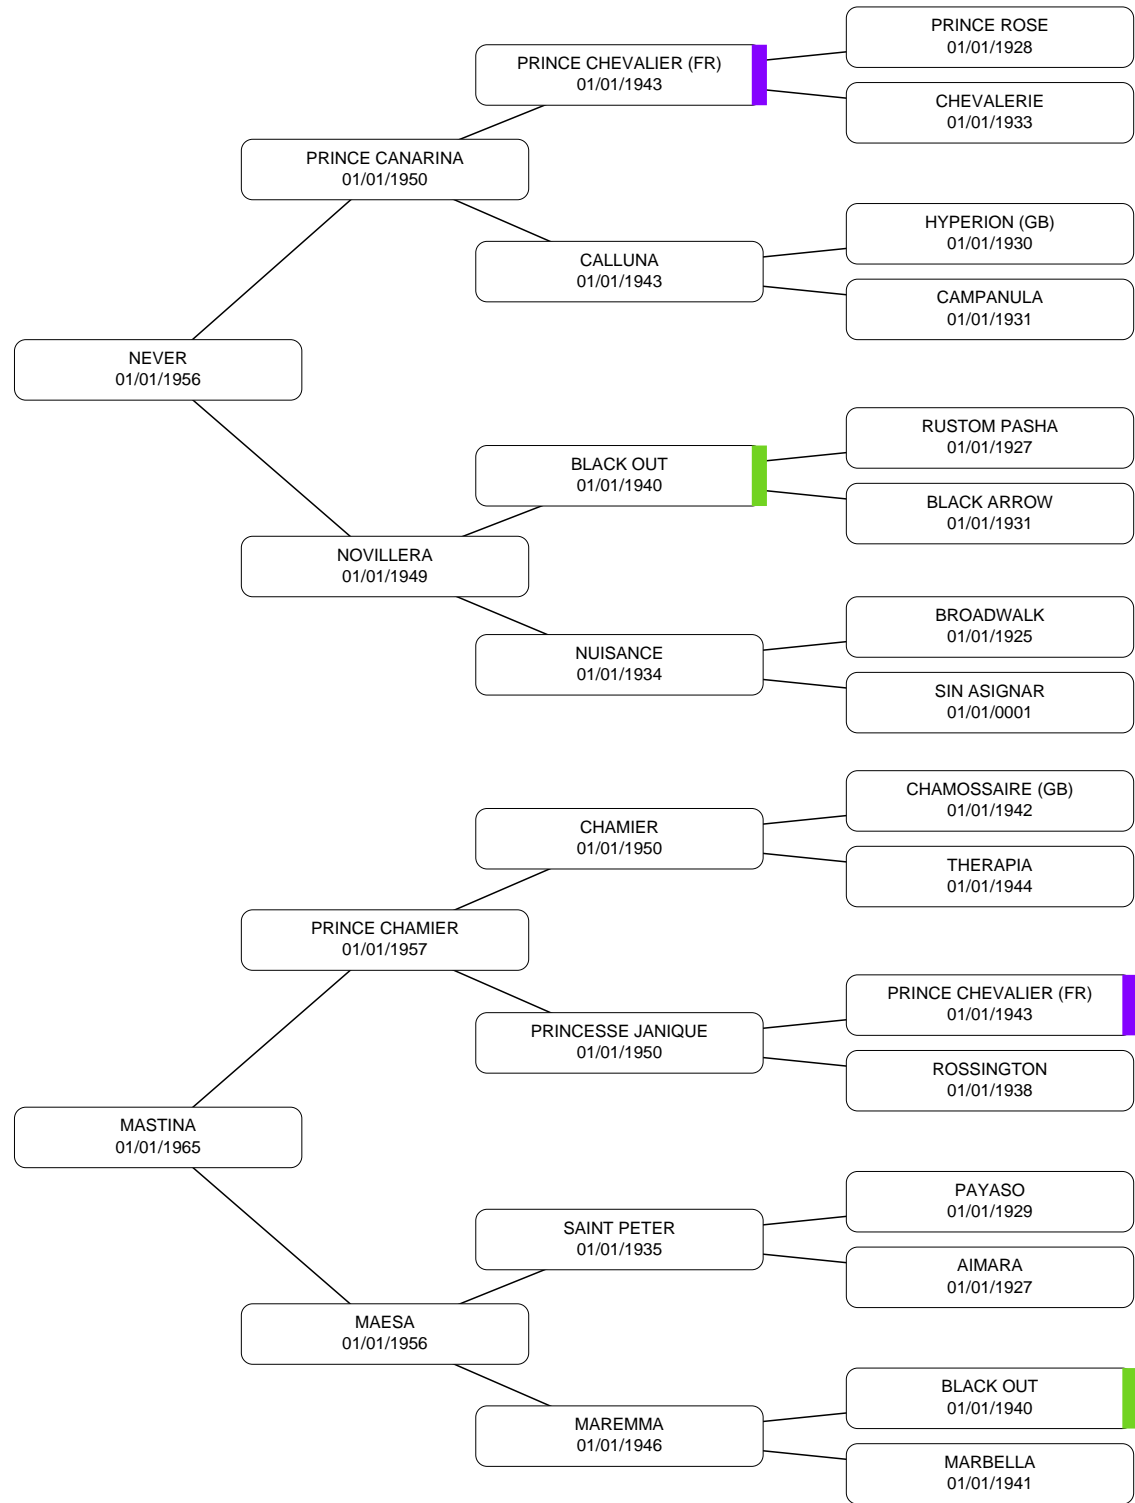 PRINCE ROSE
01/01/1928
PRINCE CHEVALIER (FR)
01/01/1943
CHEVALERIE
01/01/1933
PRINCE CANARINA
01/01/1950
HYPERION (GB)
01/01/1930
CALLUNA
01/01/1943
CAMPANULA
01/01/1931
NEVER
01/01/1956
RUSTOM PASHA
01/01/1927
BLACK OUT
01/01/1940
BLACK ARROW
01/01/1931
NOVILLERA
01/01/1949
BROADWALK
01/01/1925
NUISANCE
01/01/1934
SIN ASIGNAR
01/01/0001
CHAMOSSAIRE (GB)
01/01/1942
CHAMIER
01/01/1950
THERAPIA
01/01/1944
PRINCE CHAMIER
01/01/1957
PRINCE CHEVALIER (FR)
01/01/1943
PRINCESSE JANIQUE
01/01/1950
ROSSINGTON
01/01/1938
MASTINA
01/01/1965
PAYASO
01/01/1929
SAINT PETER
01/01/1935
AIMARA
01/01/1927
MAESA
01/01/1956
BLACK OUT
01/01/1940
MAREMMA
01/01/1946
MARBELLA
01/01/1941